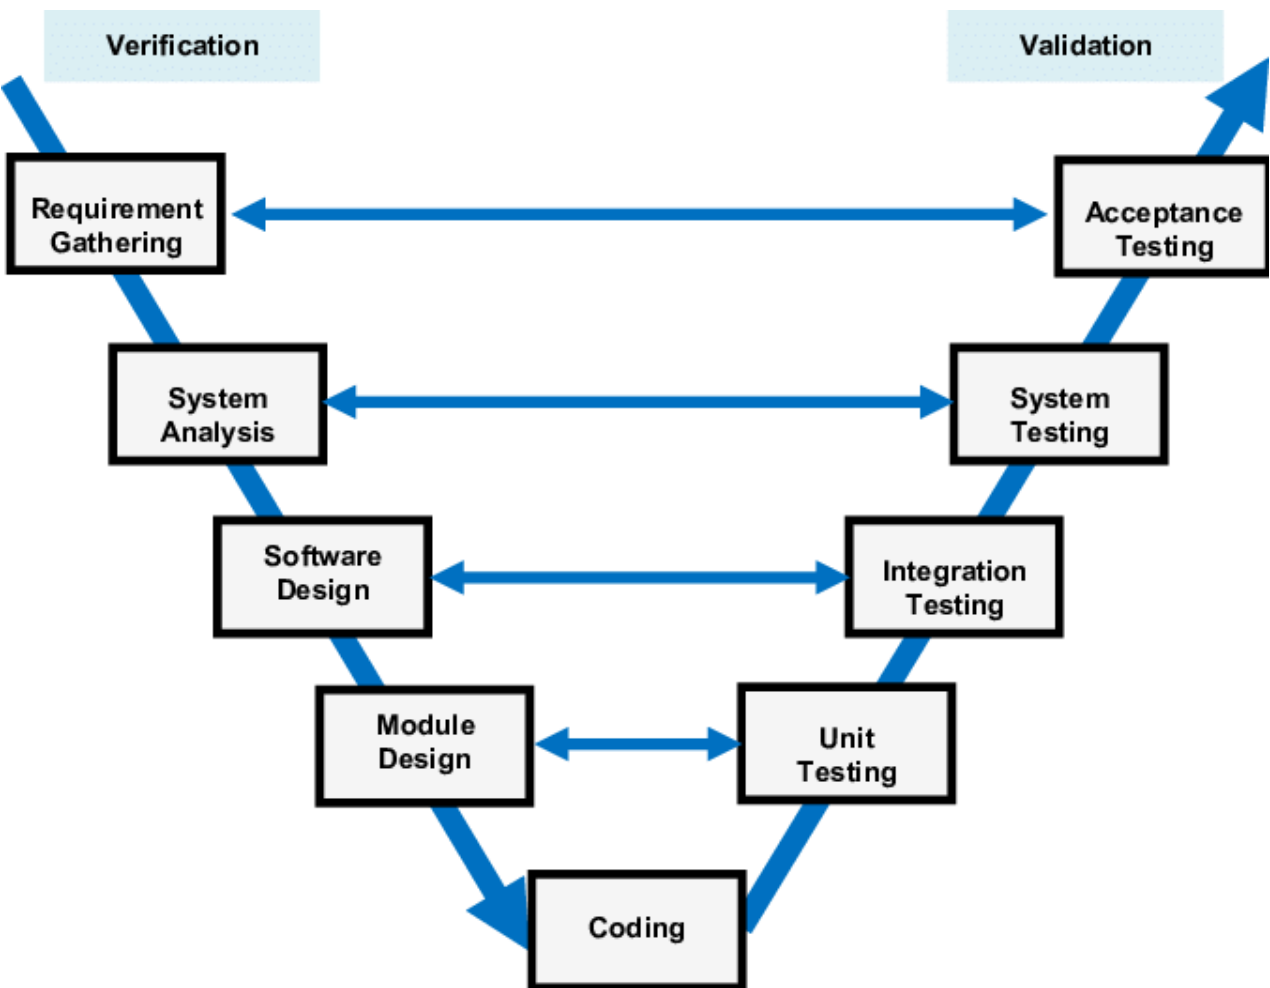 Verification
Validation
Requirement
Gathering
Acceptance
Testing
System
Analysis
System
Testing
Software
Design
Integration
Testing
Module
Design
Unit
Testing
Coding